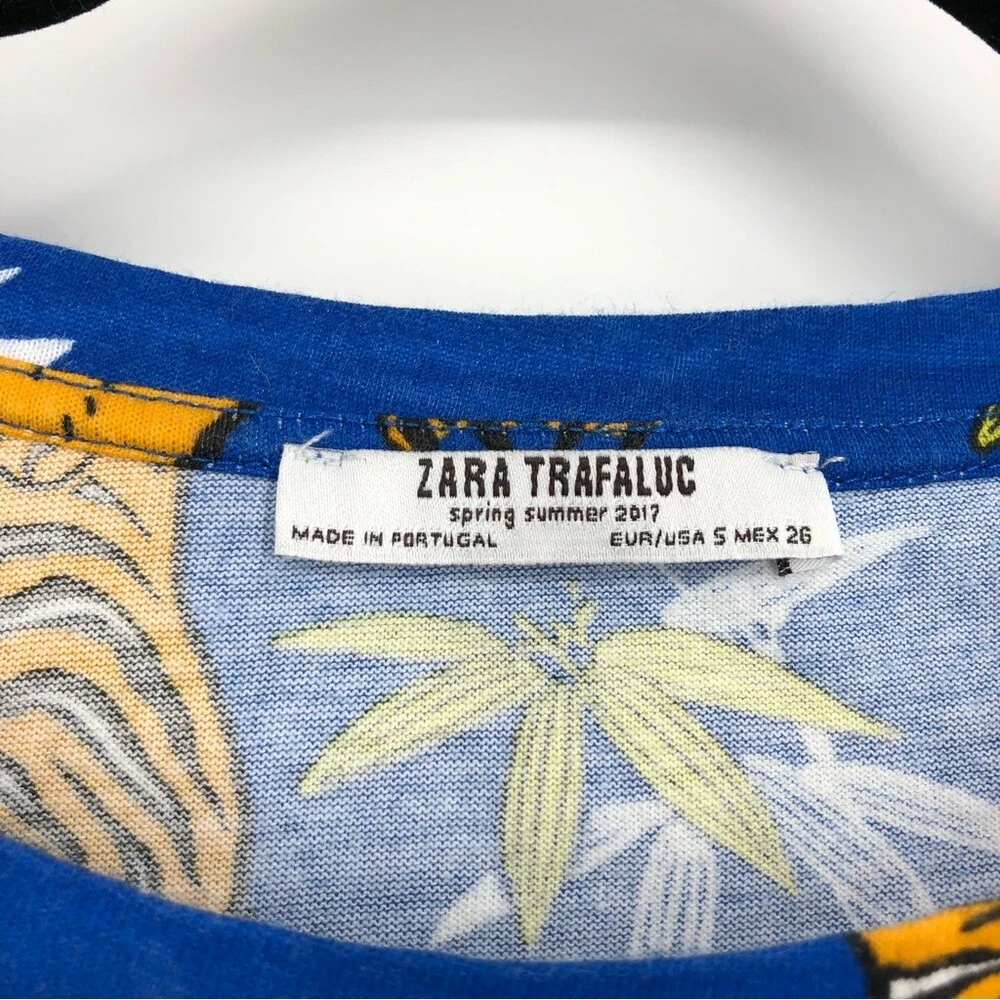 ZARA TRAFALUC
spring summer 2017
MADE IN PORTUGAL EUR/USA S MEX 26